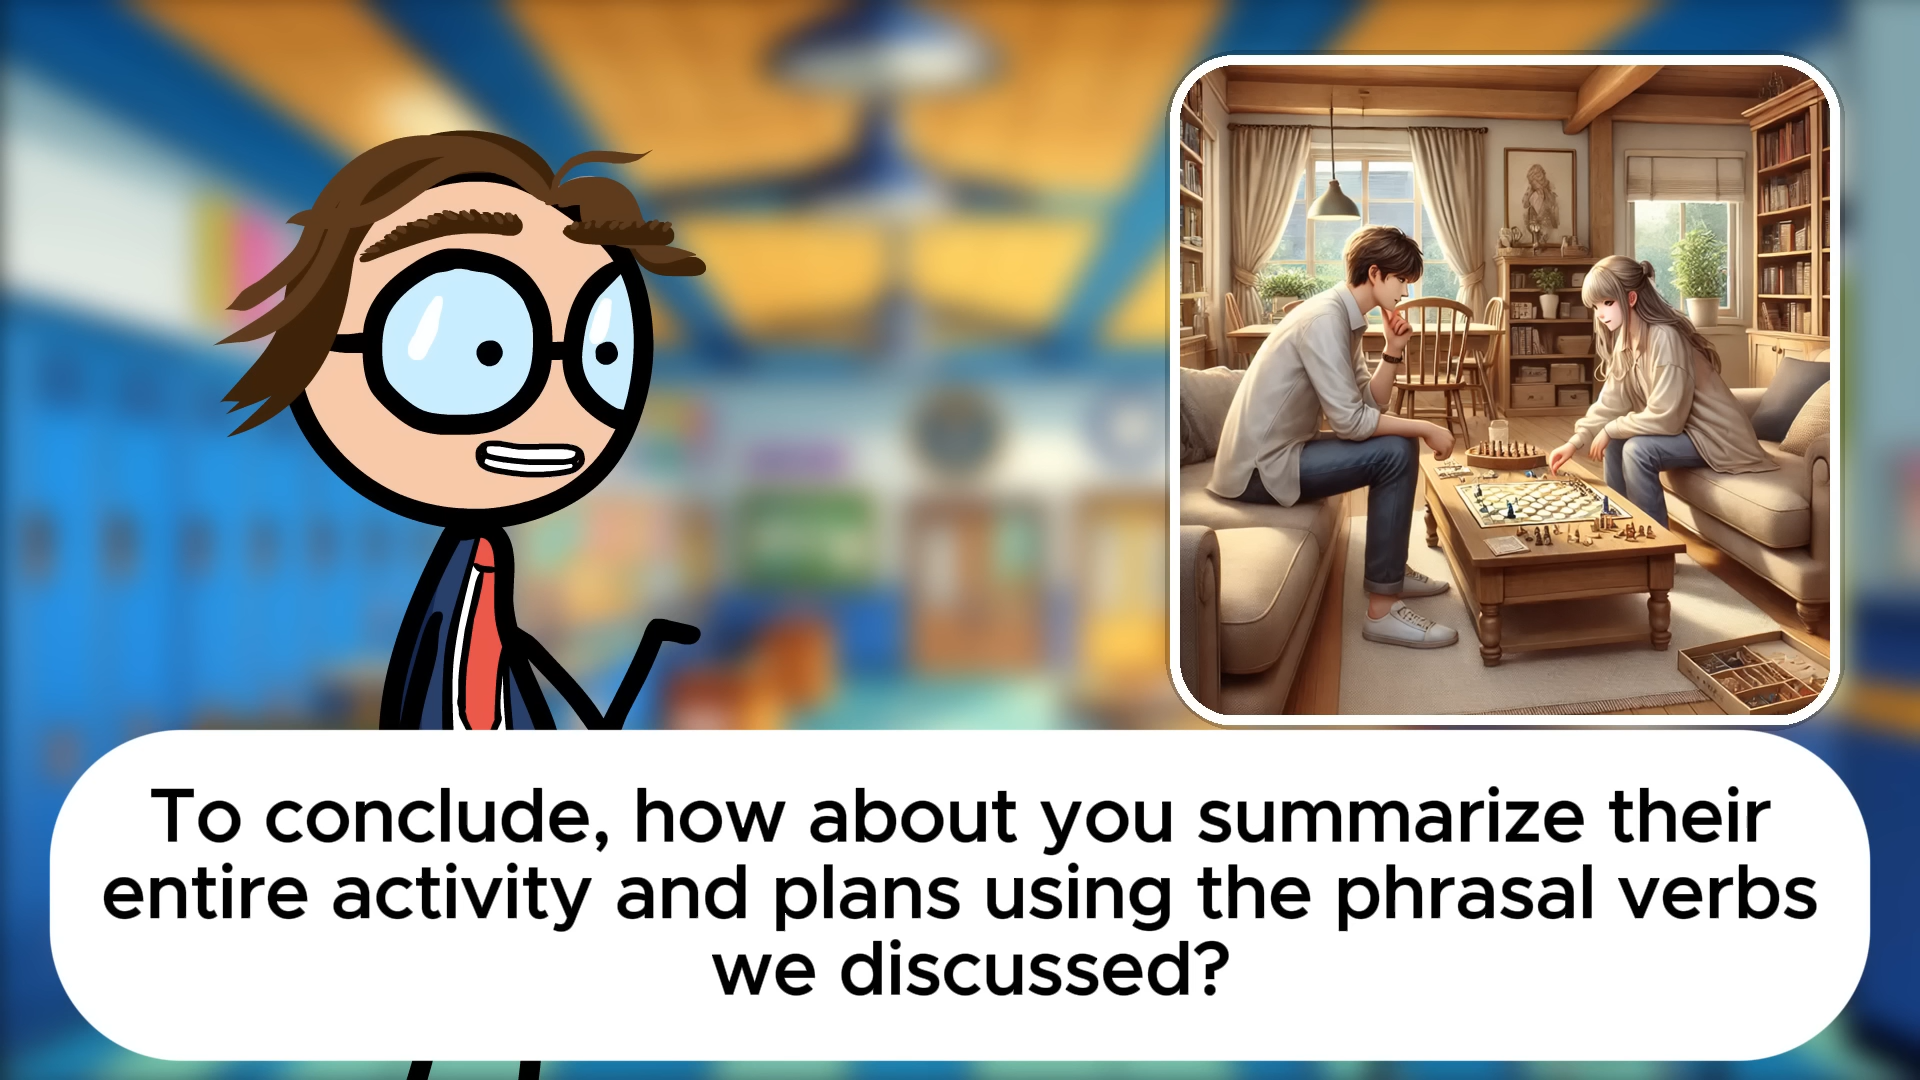 To conclude, how about you summarize their
entire activity and plans using the phrasal verbs
we discussed?